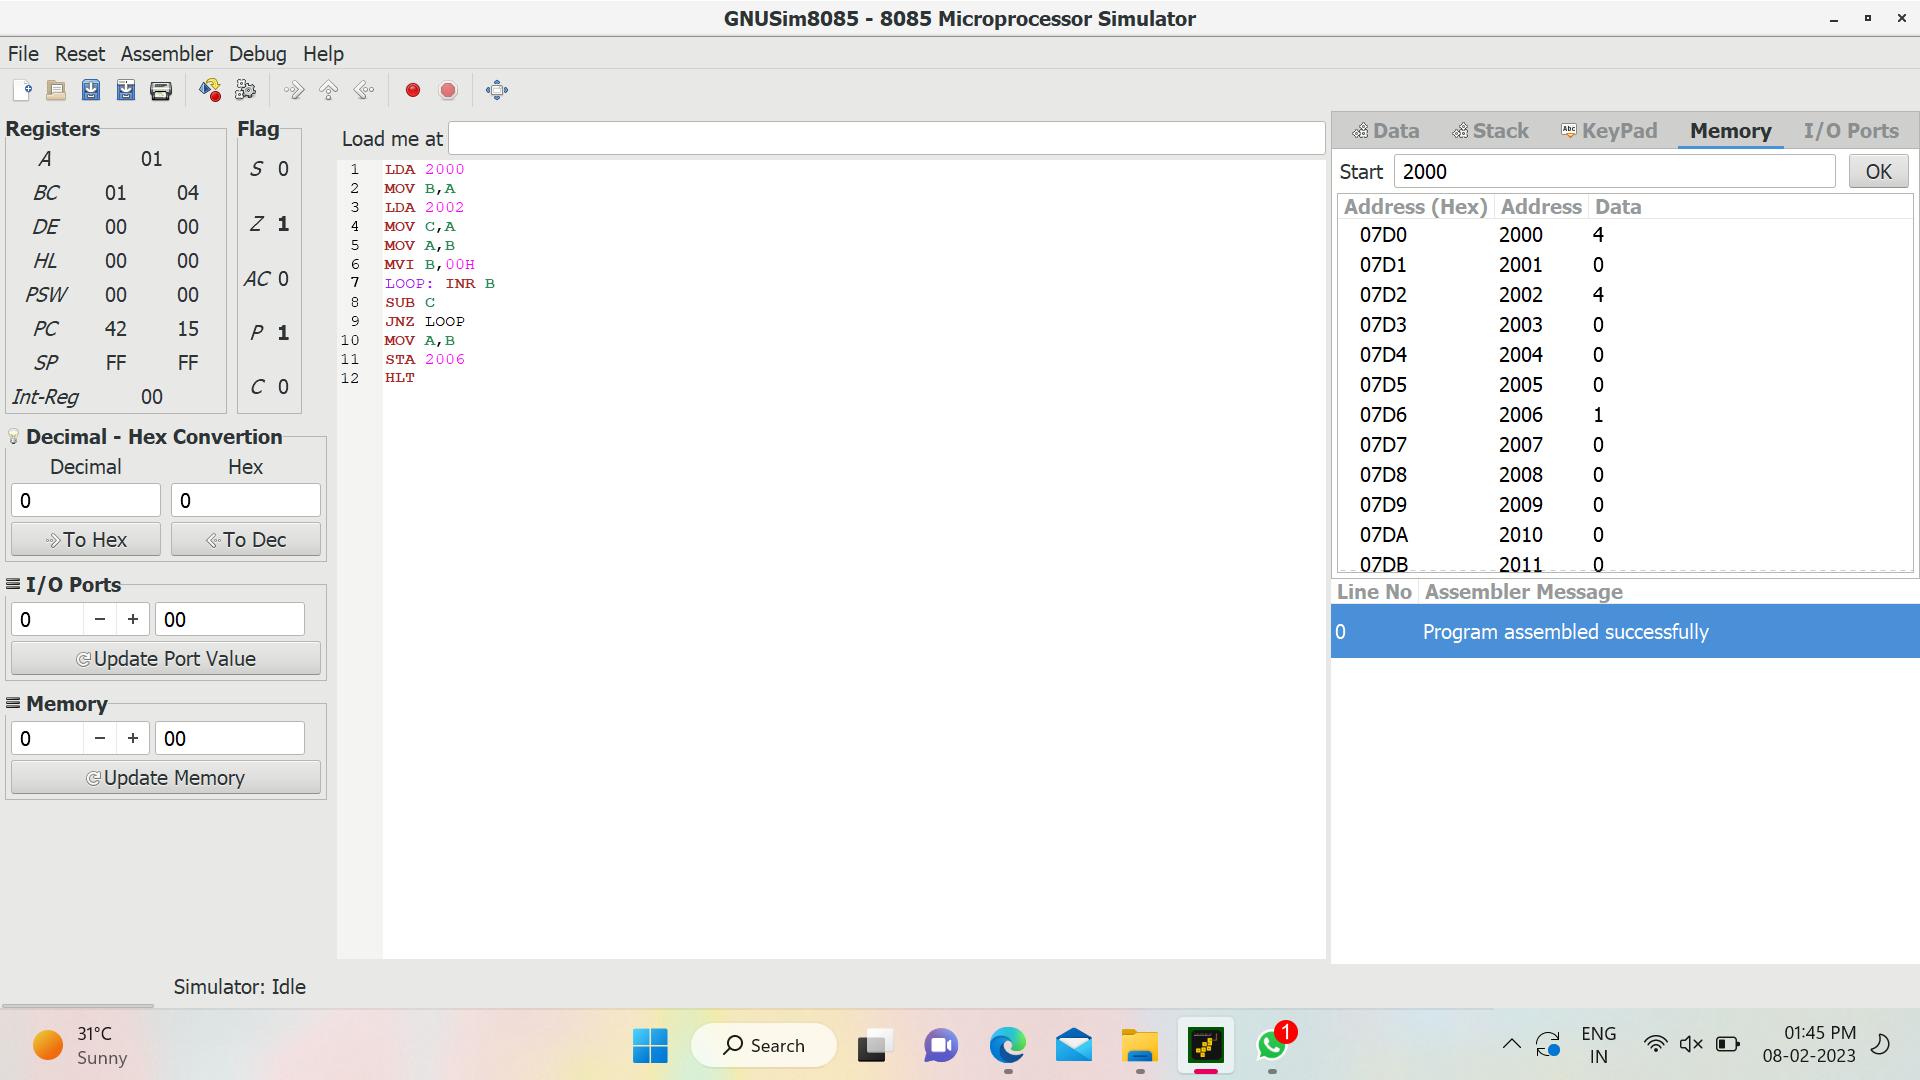 GNUSim8085 - 8085 Microprocessor Simulator
File Reset Assembler Debug Help
Registers
A 01
BC 01 04
DE 00 00
HL 00 00
PSW 00 00
PC 42 15
SP FF FF
Int-Reg 00
Flag
S 0
Z 1
AC 0
P 1
C 0
Decimal - Hex Convertion
Decimal Hex
0 0
To Hex To Dec
I/O Ports
0 − + 00
Update Port Value
Memory
0 − + 00
Update Memory
Load me at
1 LDA 2000
2 MOV B,A
3 LDA 2002
4 MOV C,A
5 MOV A,B
6 MVI B,00H
7 LOOP: INR B
8 SUB C
9 JNZ LOOP
10 MOV A,B
11 STA 2006
12 HLT
Data Stack Abc KeyPad Memory I/O Ports
Start 2000 OK
Address (Hex) Address Data
07D0 2000 4
07D1 2001 0
07D2 2002 4
07D3 2003 0
07D4 2004 0
07D5 2005 0
07D6 2006 1
07D7 2007 0
07D8 2008 0
07D9 2009 0
07DA 2010 0
07DB 2011 0
Line No Assembler Message
0 Program assembled successfully
Simulator: Idle
31°C
Sunny
Search
1
ENG
IN
01:45 PM
08-02-2023